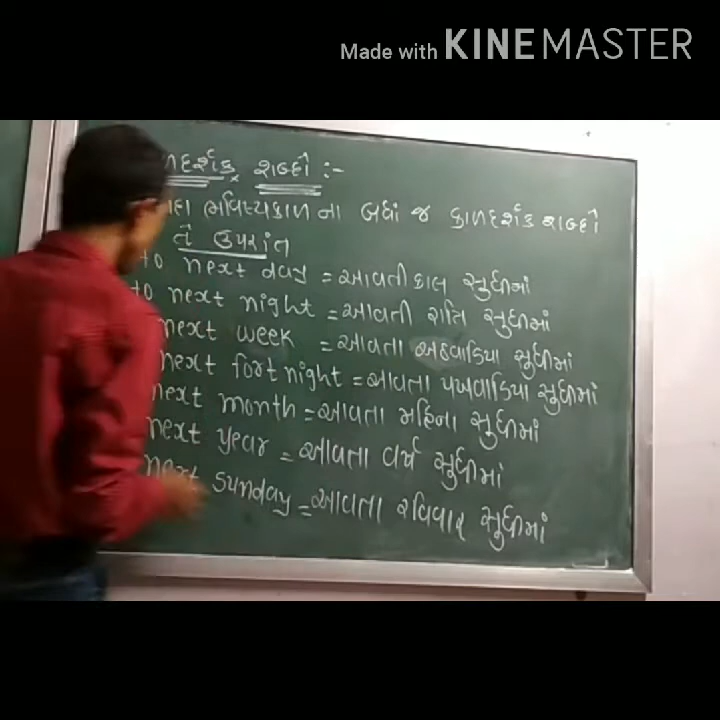 Made with KINEMASTER
ળદર્શક શબ્દો :-
ભવિષ્યકાળ ના બધાં જ કાળદર્શક શબ્દો
તે ઉપરાંત
to next day = આવતીકાલ સુધીમાં
to next night = આવતી રાત્રિ સુધીમાં
next week = આવતા અઠવાડિયા સુધીમાં
next fort night = આવતા પખવાડિયા સુધીમાં
next month = આવતા મહિના સુધીમાં
next year = આવતા વર્ષ સુધીમાં
next sunday = આવતા રવિવાર સુધીમાં